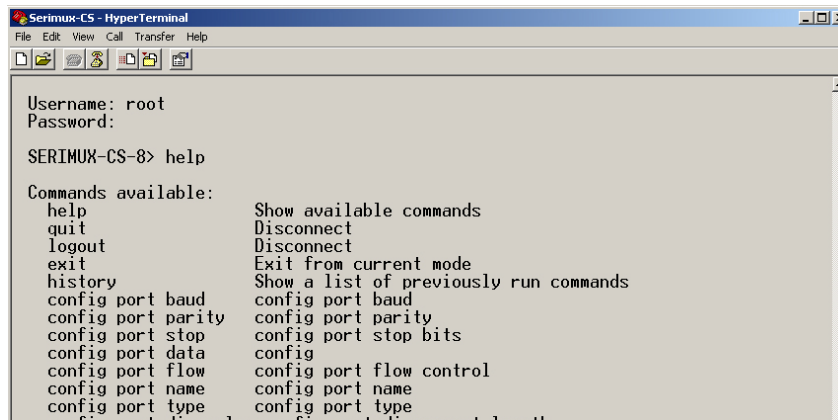 Serimux-CS - HyperTerminal
File Edit View Call Transfer Help
Username: root
Password:
SERIMUX-CS-8> help
Commands available:
help Show available commands
quit Disconnect
logout Disconnect
exit Exit from current mode
history Show a list of previously run commands
config port baud config port baud
config port parity config port parity
config port stop config port stop bits
config port data config
config port flow config port flow control
config port name config port name
config port type config port type